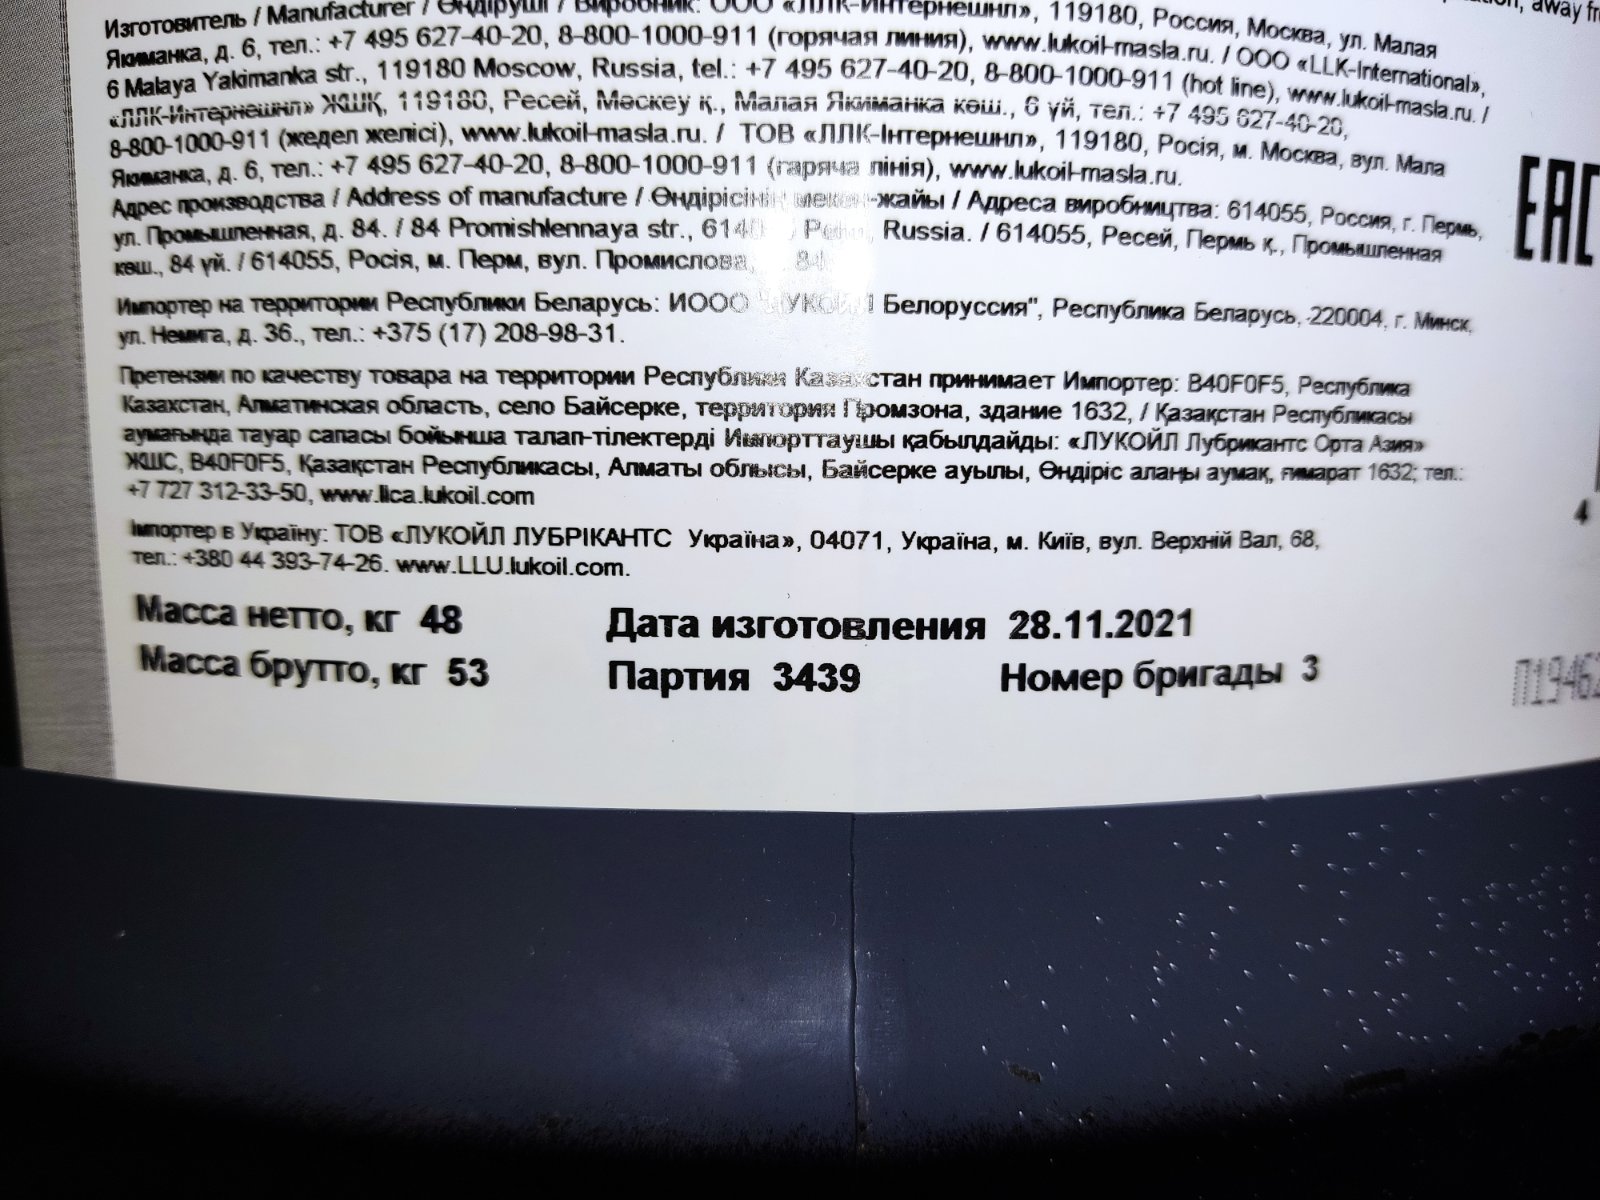 Изготовитель / Manufacturer / Өндіруші / Виробник: ООО «ЛЛК-Интернешнл», 119180, Россия, Москва, ул. Малая
away
Якиманка, д. 6, тел.: +7 495 627-40-20, 8-800-1000-911 (горячая линия), www.lukoil-masla.ru. / ООО «LLK-International»,
6 Malaya Yakimanka str., 119180 Moscow, Russia, tel.: +7 495 627-40-20, 8-800-1000-911 (hot line), www.lukoil-masla.ru. /
«ЛЛК-Интернешнл» ЖШҚ, 119180, Ресей, Мәскеу қ., Малая Якиманка көш., 6 үй, тел.: +7 495 627-40-20,
8-800-1000-911 (жедел желісі), www.lukoil-masla.ru. / ТОВ «ЛЛК-Інтернешнл», 119180, Росія, м. Москва, вул. Мала
Якиманка, д. 6, тел.: +7 495 627-40-20, 8-800-1000-911 (гаряча лінія), www.lukoil-masla.ru.
Адрес производства / Address of manufacture / Өндірісінің мекен-жайы / Адреса виробництва: 614055, Россия, г. Пермь,
ул. Промышленная, д. 84. / 84 Promishlennaya str., Russia. / 614055, Ресей, Пермь қ., Промышленная
көш., 84 үй. / 614055, Росія, м. Перм, вул. Промислова, 84
EAC
Импортер на территории Республики Беларусь: ИООО "ЛУКОЙЛ Белоруссия", Республика Беларусь, 220004, г. Минск,
ул. Немига, д. 36., тел.: +375 (17) 208-98-31.
Претензии по качеству товара на территории Республики Казахстан принимает Импортер: B40F0F5, Республика
Казахстан, Алматинская область, село Байсерке, территория Промзона, здание 1632, / Қазақстан Республикасы
аумағында тауар сапасы бойынша талап-тілектерді Импорттаушы қабылдайды: «ЛУКОЙЛ Лубрикантс Орта Азия»
ЖШС, B40F0F5, Қазақстан Республикасы, Алматы облысы, Байсерке ауылы, Өндіріс алаңы аумақ, ғимарат 1632; тел.:
+7 727 312-33-50, www.llca.lukoil.com
4
Імпортер в Україну: ТОВ «ЛУКОЙЛ ЛУБРІКАНТС Україна», 04071, Україна, м. Київ, вул. Верхній Вал, 68,
тел.: +380 44 393-74-26. www.LLU.lukoil.com.
Масса нетто, кг 48 Дата изготовления 28.11.2021
Масса брутто, кг 53 Партия 3439 Номер бригады 3